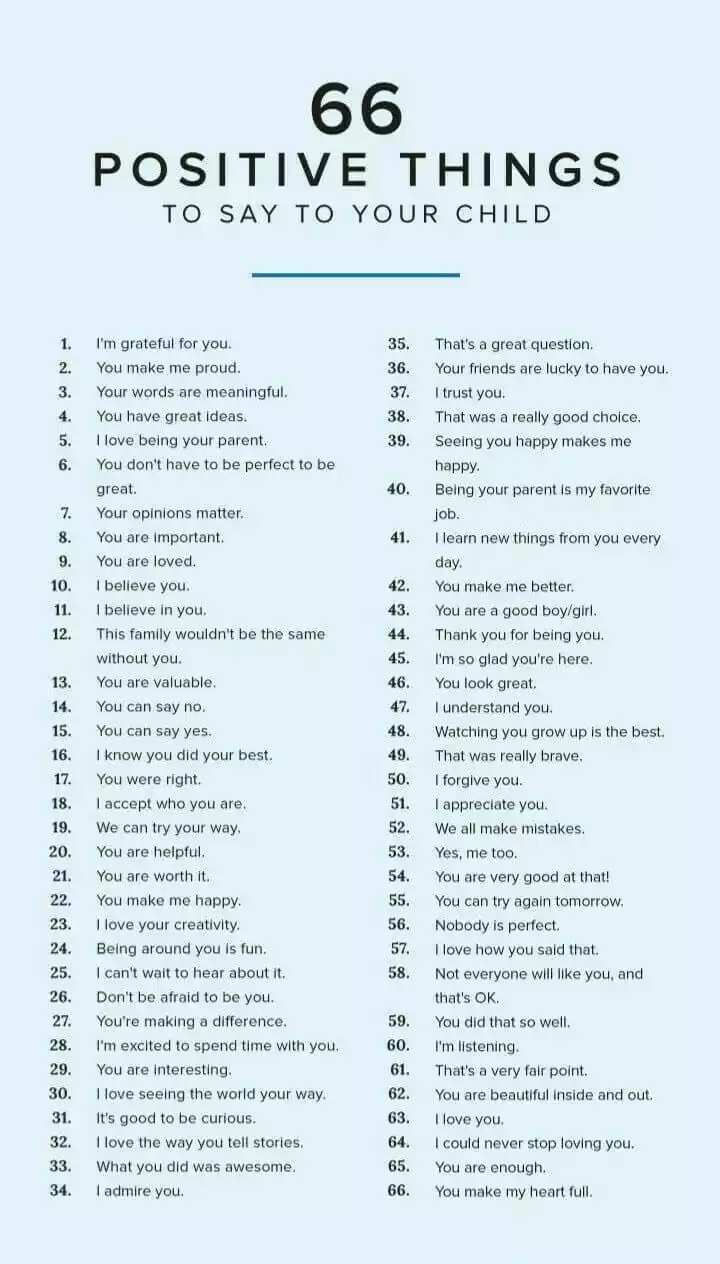 66
POSITIVE THINGS
TO SAY TO YOUR CHILD
1. I'm grateful for you.
2. You make me proud.
3. Your words are meaningful.
4. You have great ideas.
5. I love being your parent.
6. You don't have to be perfect to be
great.
7. Your opinions matter.
8. You are important.
9. You are loved.
10. I believe you.
11. I believe in you.
12. This family wouldn't be the same
without you.
13. You are valuable.
14. You can say no.
15. You can say yes.
16. I know you did your best.
17. You were right.
18. I accept who you are.
19. We can try your way.
20. You are helpful.
21. You are worth it.
22. You make me happy.
23. I love your creativity.
24. Being around you is fun.
25. I can't wait to hear about it.
26. Don't be afraid to be you.
27. You're making a difference.
28. I'm excited to spend time with you.
29. You are interesting.
30. I love seeing the world your way.
31. It's good to be curious.
32. I love the way you tell stories.
33. What you did was awesome.
34. I admire you.
35. That's a great question.
36. Your friends are lucky to have you.
37. I trust you.
38. That was a really good choice.
39. Seeing you happy makes me
happy.
40. Being your parent is my favorite
job.
41. I learn new things from you every
day.
42. You make me better.
43. You are a good boy/girl.
44. Thank you for being you.
45. I'm so glad you're here.
46. You look great.
47. I understand you.
48. Watching you grow up is the best.
49. That was really brave.
50. I forgive you.
51. I appreciate you.
52. We all make mistakes.
53. Yes, me too.
54. You are very good at that!
55. You can try again tomorrow.
56. Nobody is perfect.
57. I love how you said that.
58. Not everyone will like you, and
that's OK.
59. You did that so well.
60. I'm listening.
61. That's a very fair point.
62. You are beautiful inside and out.
63. I love you.
64. I could never stop loving you.
65. You are enough.
66. You make my heart full.